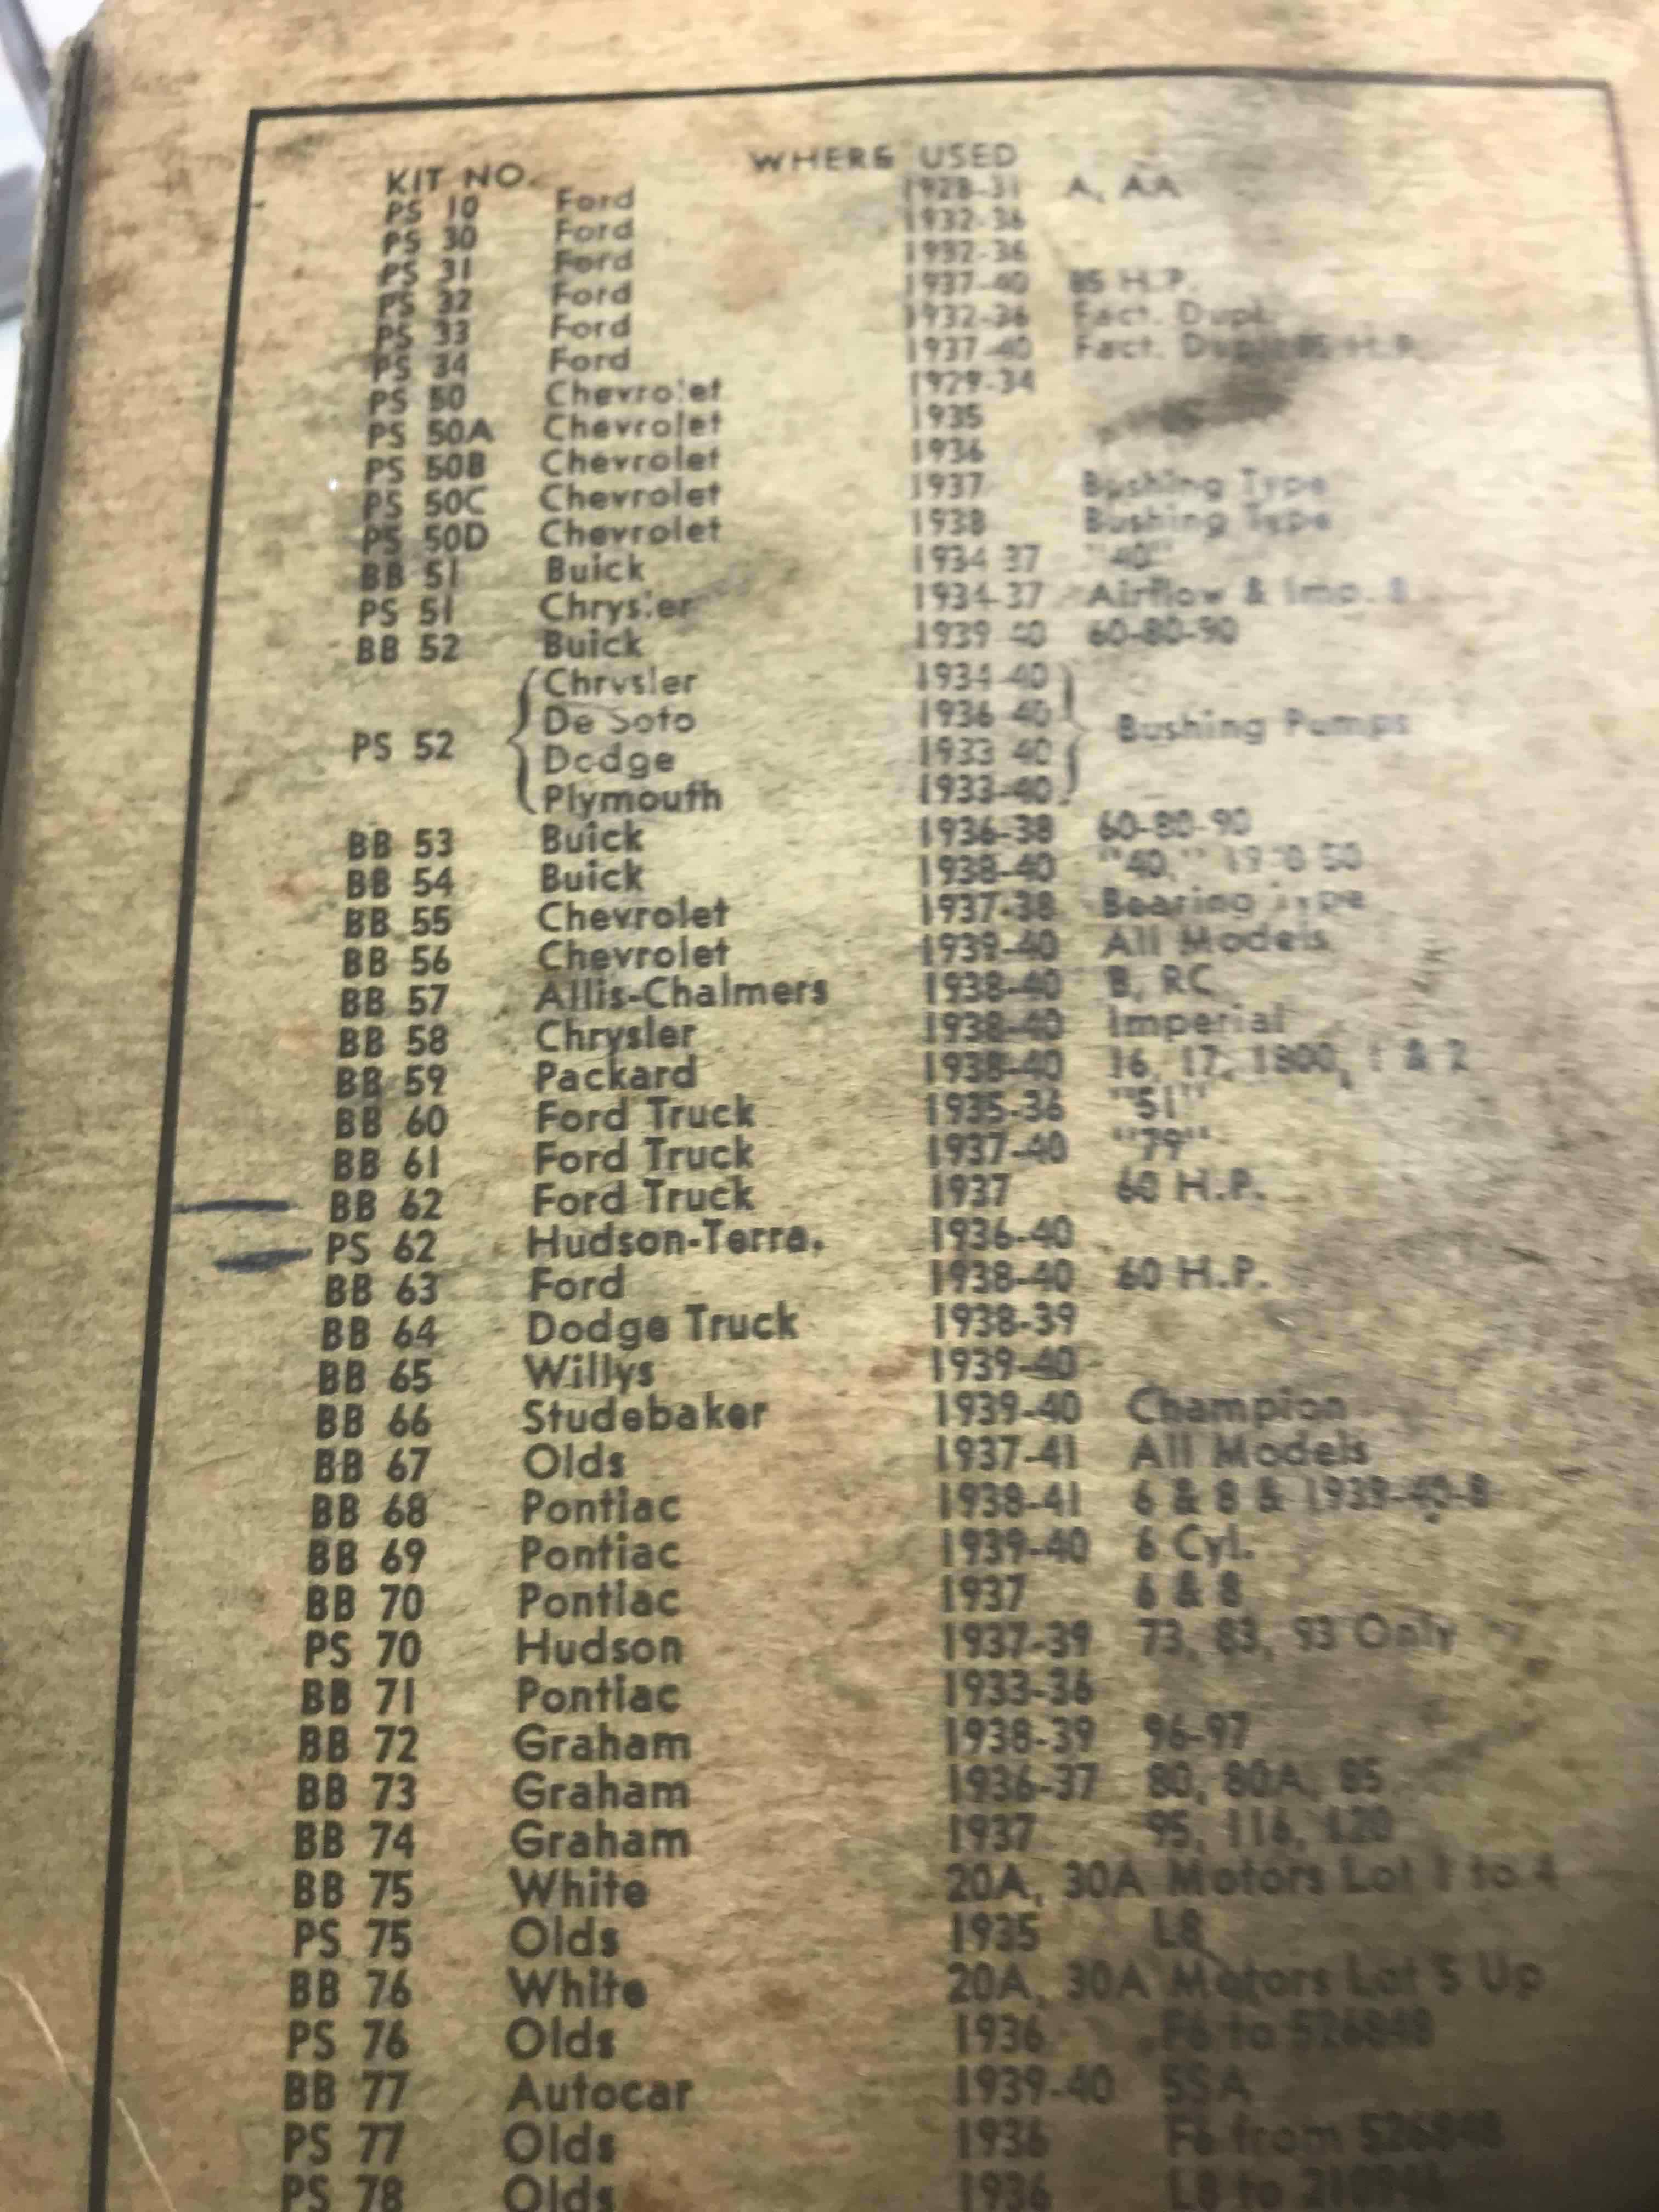 KIT NO. WHERE USED
PS 10 Ford 1928-31 A, AA
PS 30 Ford 1932-36
PS 31 Ford 1932-36
PS 32 Ford 1937-40 85 H.P.
PS 33 Ford 1932-36 Fact. Dupl.
PS 34 Ford 1937-40 Fact. Dupl. 85 H.P.
PS 50 Chevrolet 1929-34
PS 50A Chevrolet 1935
PS 50B Chevrolet 1936
PS 50C Chevrolet 1937 Bushing Type
PS 50D Chevrolet 1938 Bushing Type
BB 51 Buick 1934 37 "40"
PS 51 Chrysler 1934-37 Airflow & Imp. 8
BB 52 Buick 1939 40 60-80-90
Chrysler 1934-40
De Soto 1936 40
PS 52 Bushing Pumps
Dodge 1933 40
Plymouth 1933-40
BB 53 Buick 1936-38 60-80-90
BB 54 Buick 1938-40 "40,"
BB 55 Chevrolet 1937-38 Bearing Type
BB 56 Chevrolet 1939-40 All Models
BB 57 Allis-Chalmers 1938-40 B, RC
BB 58 Chrysler 1938-40 Imperial
BB 59 Packard 1938-40 16, 17, 1800, 1 & 2
BB 60 Ford Truck 1935-36 "51"
BB 61 Ford Truck 1937-40 "79"
BB 62 Ford Truck 1937 60 H.P.
PS 62 Hudson-Terra. 1936-40
BB 63 Ford 1938-40 60 H.P.
BB 64 Dodge Truck 1938-39
BB 65 Willys 1939-40
BB 66 Studebaker 1939-40 Champion
BB 67 Olds 1937-41 All Models
BB 68 Pontiac 1938-41 6 & 8 & 1939-40-8
BB 69 Pontiac 1939-40 6 Cyl.
BB 70 Pontiac 1937 6 & 8
PS 70 Hudson 1937-39 73, 83, 93 Only
BB 71 Pontiac 1933-36
BB 72 Graham 1938-39 96-97
BB 73 Graham 1936-37 80, 80A, 85
BB 74 Graham 1937 95, 116, 120
BB 75 White 20A, 30A Motors Lot 1 to 4
PS 75 Olds 1935 L8
BB 76 White 20A, 30A Motors Lot 5 Up
PS 76 Olds 1936 F6 to 526848
BB 77 Autocar 1939-40 SSA
PS 77 Olds 1936 F6 from 526848
PS 78 Olds 1936 L8 to